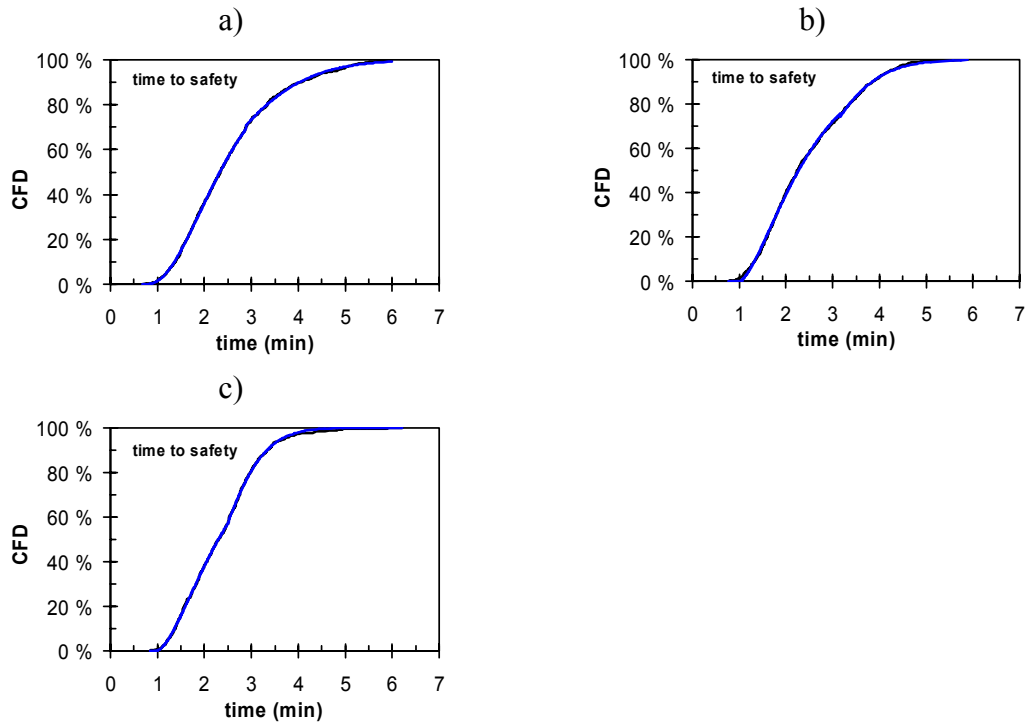 a)
100 %
time to safety
80 %
60 %
CFD
40 %
20 %
0 %
0 1 2 3 4 5 6 7
time (min)
b)
100 %
time to safety
80 %
60 %
CFD
40 %
20 %
0 %
0 1 2 3 4 5 6 7
time (min)
c)
100 %
time to safety
80 %
60 %
CFD
40 %
20 %
0 %
0 1 2 3 4 5 6 7
time (min)